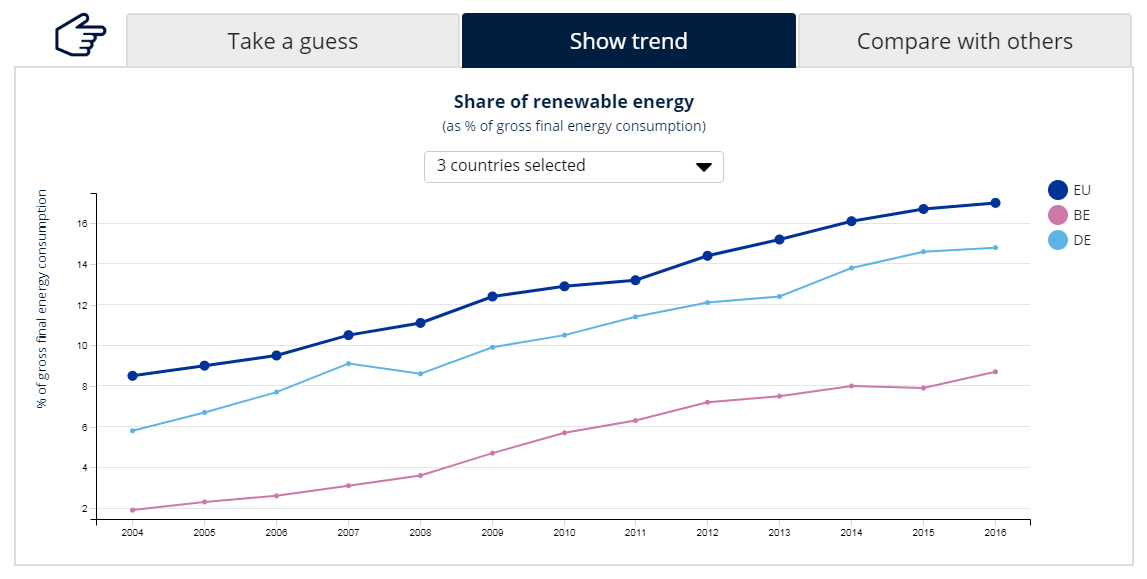 Take a guess
Show trend
Compare with others
Share of renewable energy
(as % of gross final energy consumption)
3 countries selected
% of gross final energy consumption
16
14
12
10
8
6
4
2
2004 2005 2006 2007 2008 2009 2010 2011 2012 2013 2014 2015 2016
EU
BE
DE